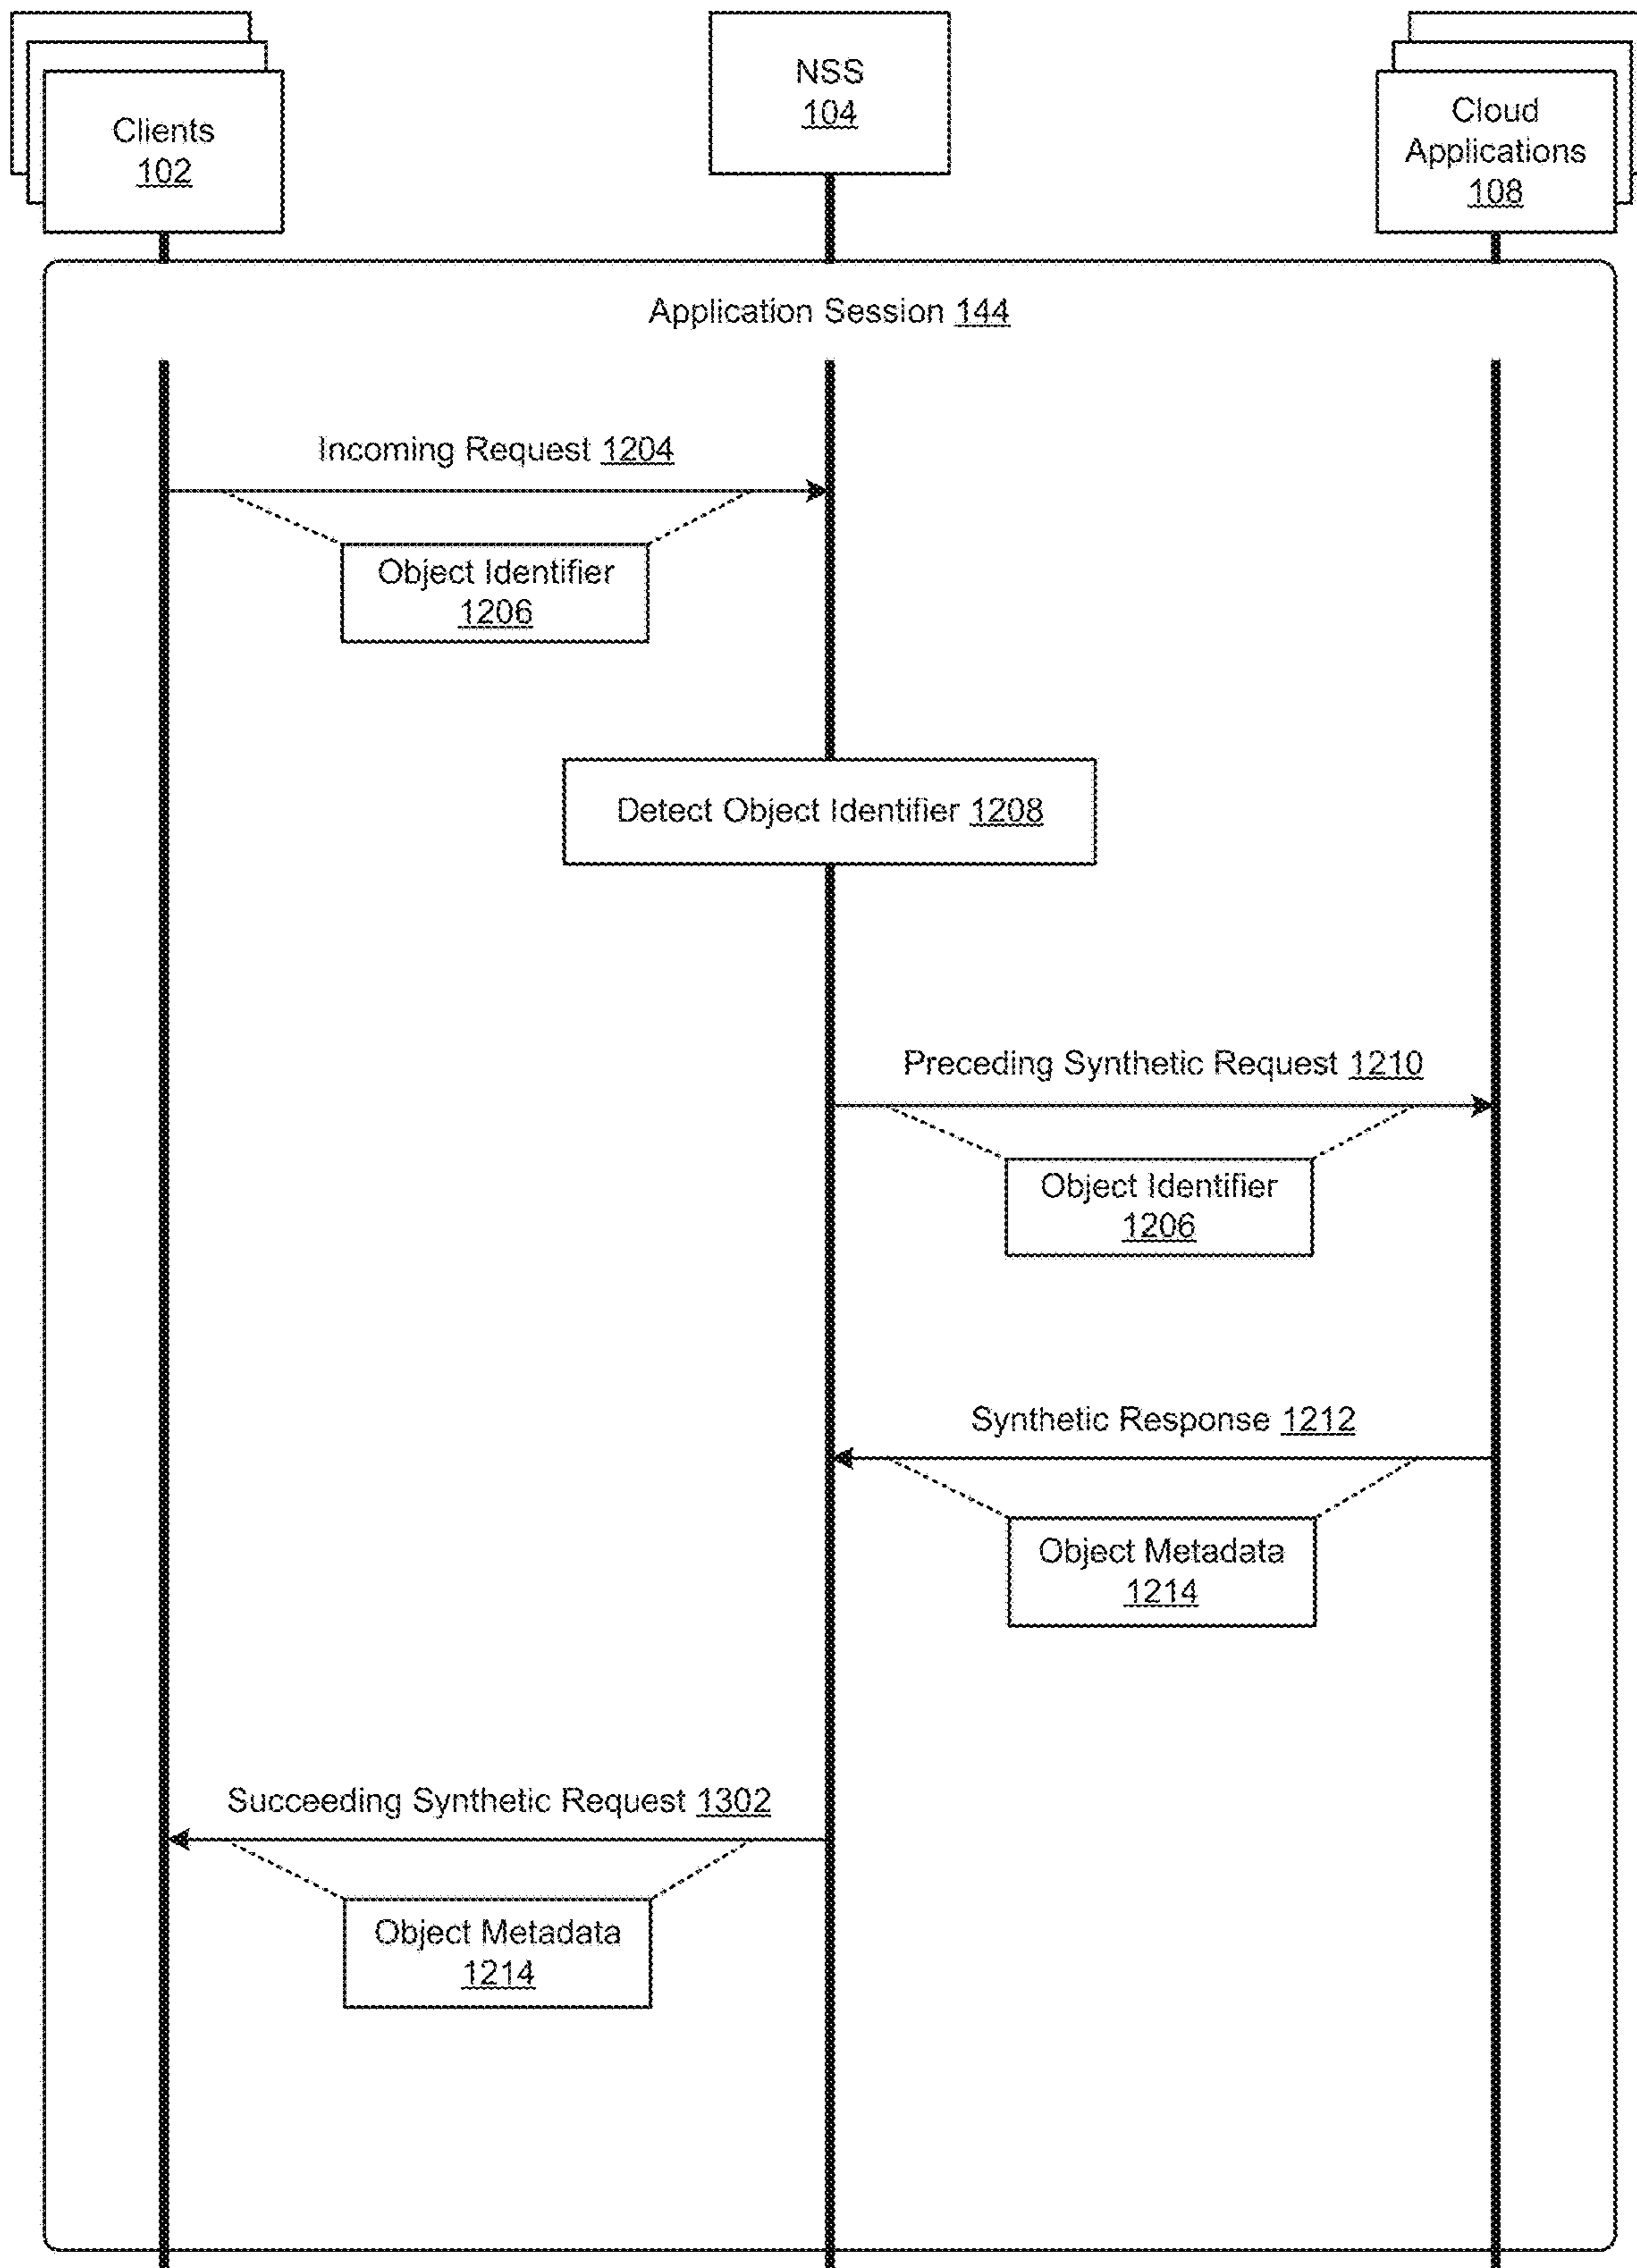 Clients
102
NSS
104
Cloud
Applications
108
Application Session 144
Incoming Request 1204
Object Identifier
1206
Detect Object Identifier 1208
Preceding Synthetic Request 1210
Object Identifier
1206
Synthetic Response 1212
Object Metadata
1214
Succeeding Synthetic Request 1302
Object Metadata
1214